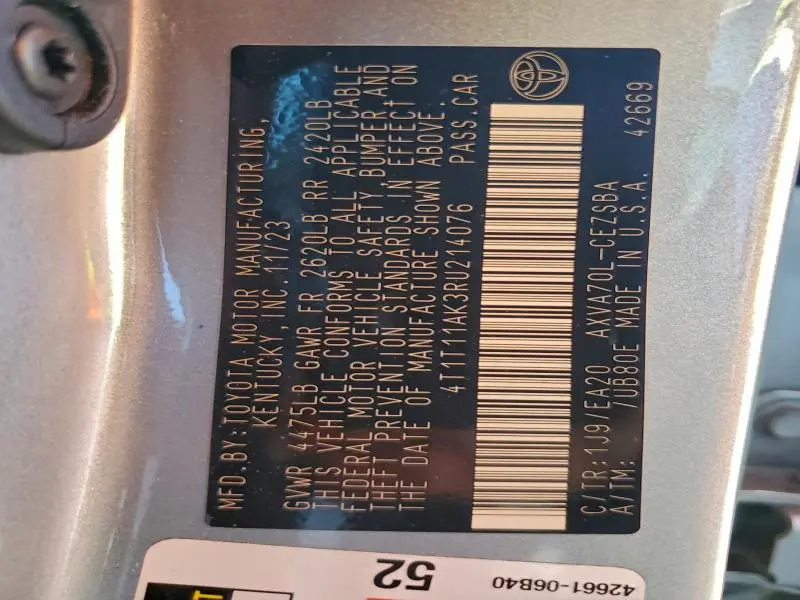 MFD.BY:TOYOTA MOTOR MANUFACTURING,
KENTUCKY,INC.11/23
GVWR 4475LB GAWR FR 2620LB RR 2420LB
THIS VEHICLE CONFORMS TO ALL APPLICABLE
FEDERAL MOTOR VEHICLE SAFETY, BUMPER AND
THEFT PREVENTION STANDARDS IN EFFECT ON
THE DATE OF MANUFACTURE SHOWN ABOVE.
4T1T11AK3RU214076 PASS.CAR
C/TR:1J9/EA20 AXVA70L-CEZSBA 42669
A/TM: /UB80E MADE IN U.S.A.
52
42661-06B40